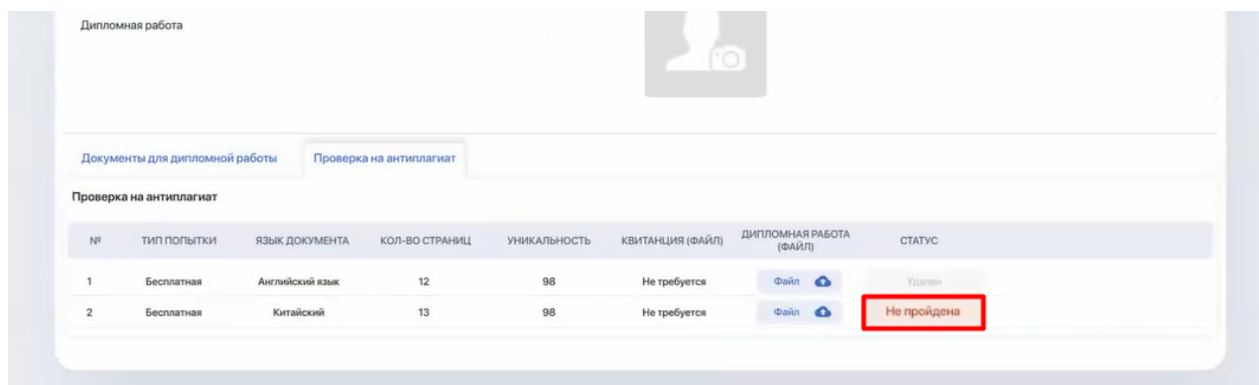 Дипломная работа
Документы для дипломной работы Проверка на антиплагиат
Проверка на антиплагиат
№ ТИП ПОПЫТКИ ЯЗЫК ДОКУМЕНТА КОЛ-ВО СТРАНИЦ УНИКАЛЬНОСТЬ КВИТАНЦИЯ (ФАЙЛ) ДИПЛОМНАЯ РАБОТА (ФАЙЛ) СТАТУС
1 Бесплатная Английский язык 12 98 Не требуется Файл Удален
2 Бесплатная Китайский 13 98 Не требуется Файл Не пройдена